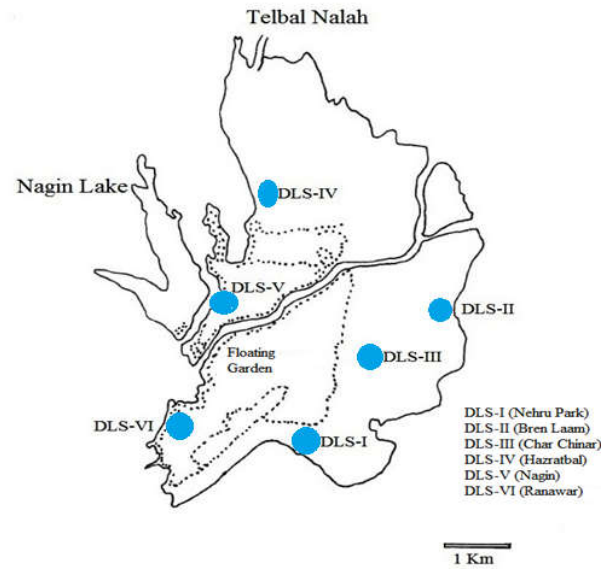 Telbal Nalah
Nagin Lake
DLS-IV
DLS-V
DLS-II
Floating
Garden
DLS-III
DLS-VI
DLS-I
DLS-I (Nehru Park)
DLS-II (Bren Laam)
DLS-III (Char Chinar)
DLS-IV (Hazratbal)
DLS-V (Nagin)
DLS-VI (Ranawar)
1 Km